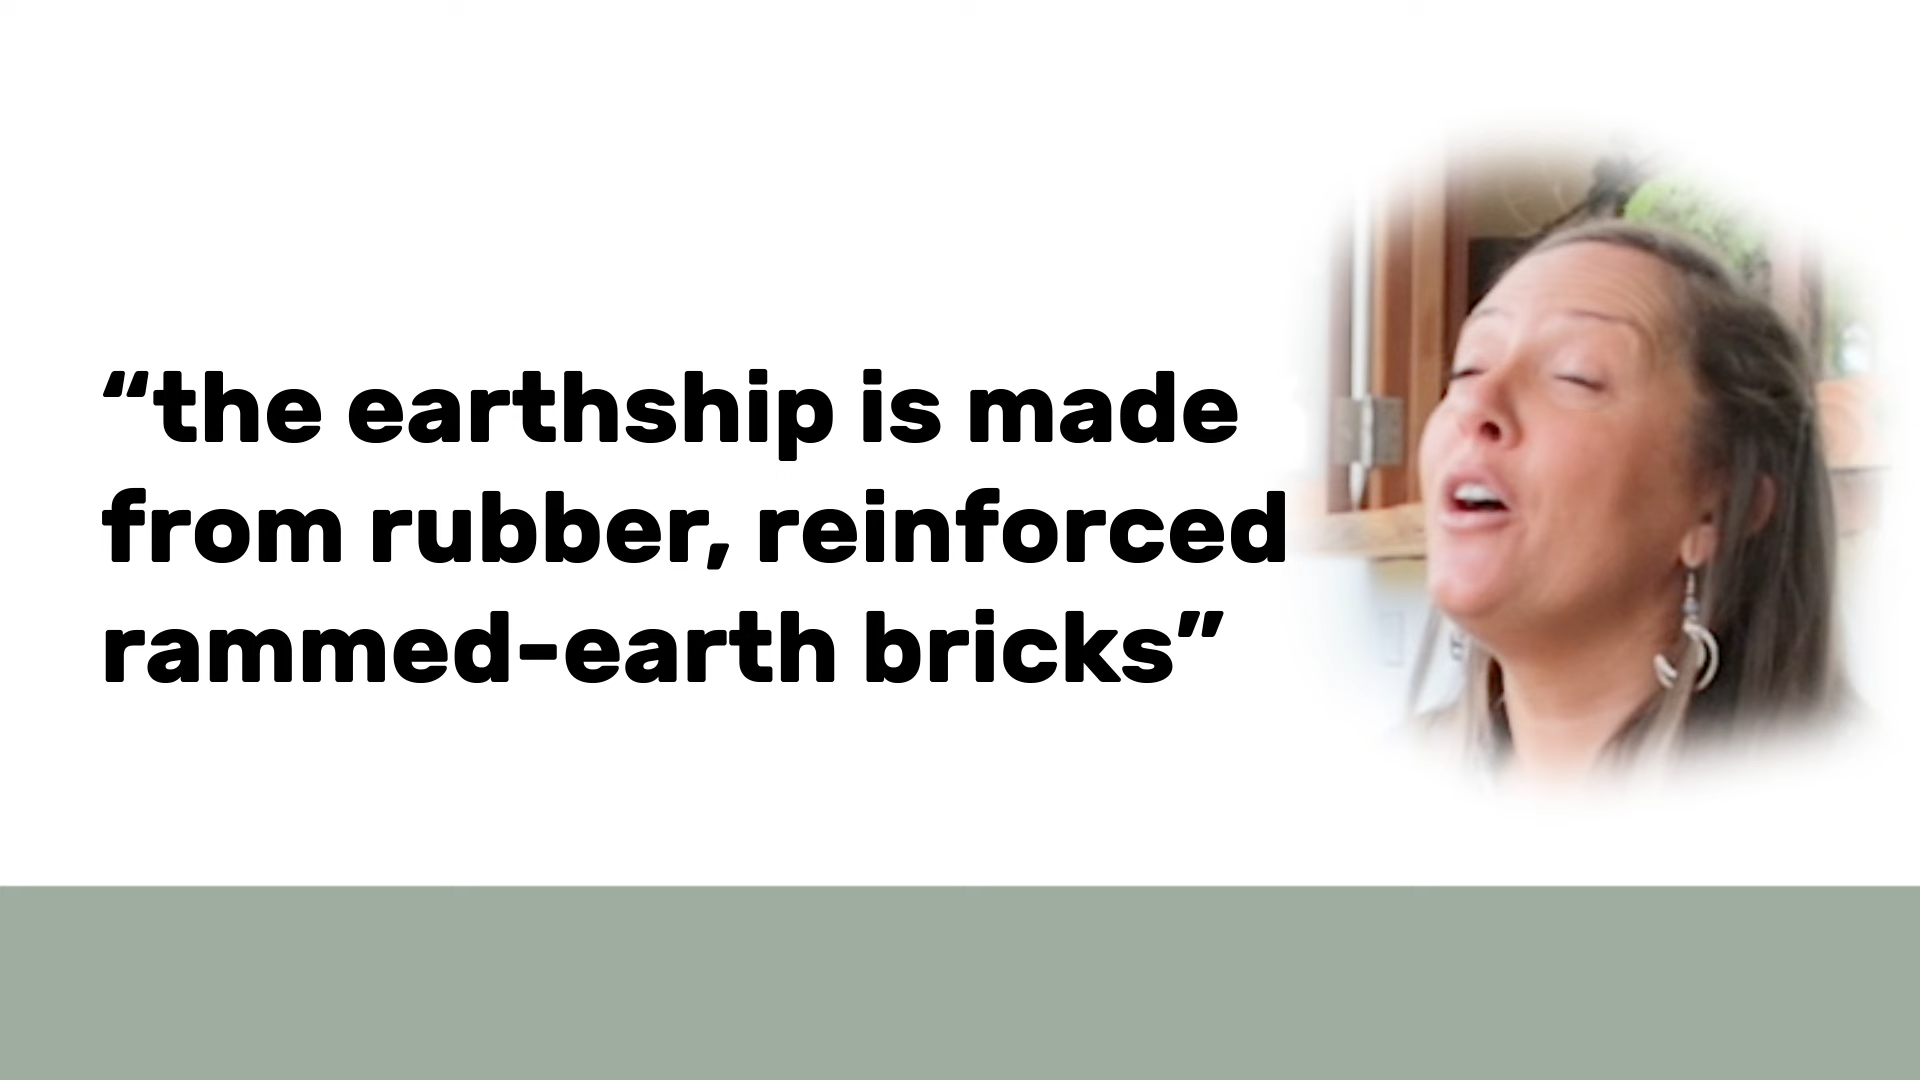 “the earthship is made
from rubber, reinforced
rammed-earth bricks”